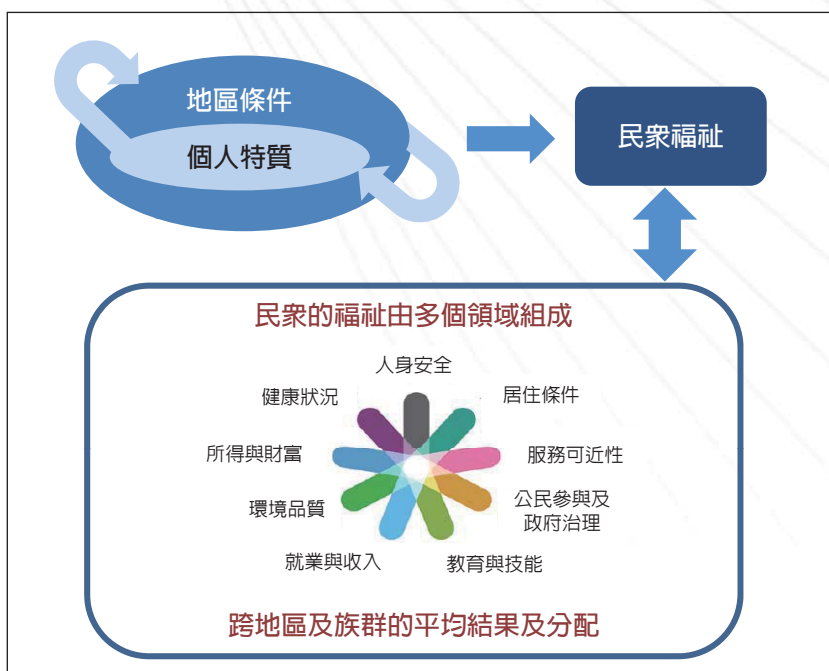 地區條件
個人特質
民眾福祉
民眾的福祉由多個領域組成
人身安全
健康狀況
居住條件
所得與財富
服務可近性
環境品質
公民參與及
政府治理
就業與收入
教育與技能
跨地區及族群的平均結果及分配